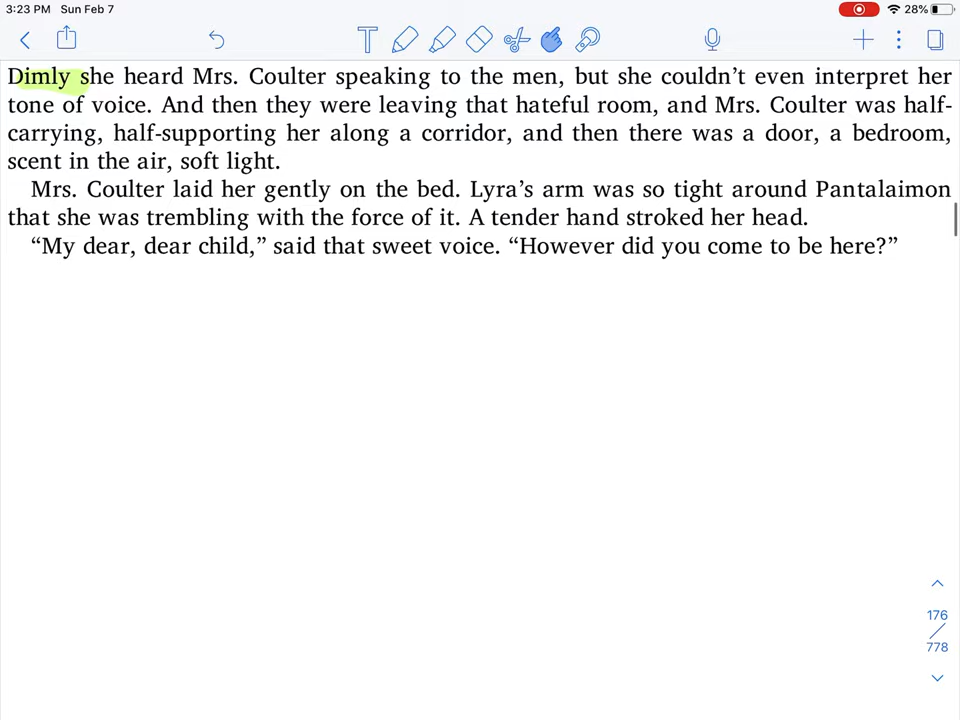 3:23 PM Sun Feb 7 28%
T
Dimly she heard Mrs. Coulter speaking to the men, but she couldn’t even interpret her
tone of voice. And then they were leaving that hateful room, and Mrs. Coulter was half-
carrying, half-supporting her along a corridor, and then there was a door, a bedroom,
scent in the air, soft light.
Mrs. Coulter laid her gently on the bed. Lyra’s arm was so tight around Pantalaimon
that she was trembling with the force of it. A tender hand stroked her head.
“My dear, dear child,” said that sweet voice. “However did you come to be here?”
176
778